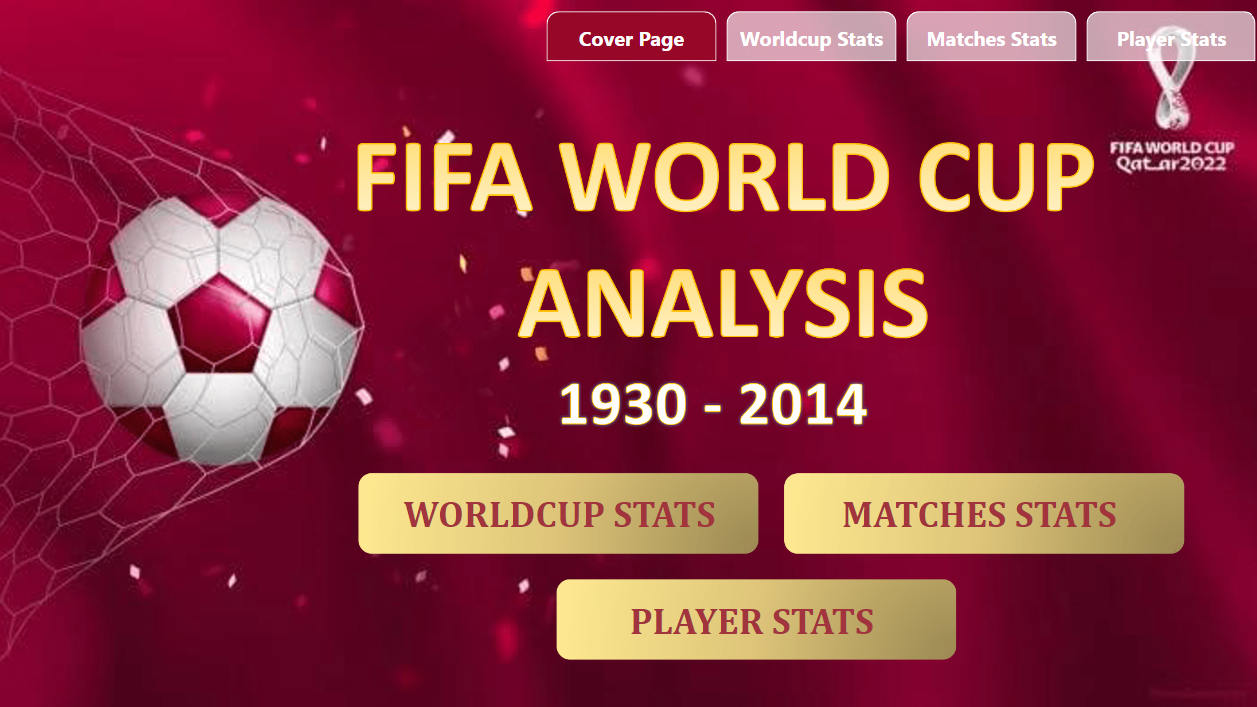 Cover Page
Worldcup Stats
Matches Stats
Player Stats
FIFA WORLD CUP
Qatar2022
FIFA WORLD CUP
ANALYSIS
1930 - 2014
WORLDCUP STATS
MATCHES STATS
PLAYER STATS